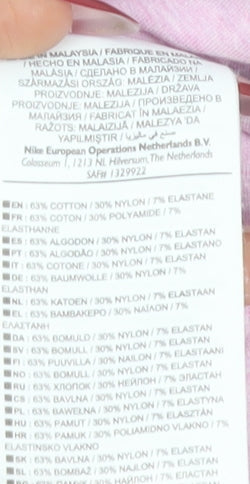 IN MALAYSIA / FABRIQUE EN
/ HECHO EN MALASIA / FABRICADO NA
MALÁSIA / СДЕЛАНО В МАЛАЙЗИИ /
SZÁRMAZÁSI ORSZÁG: MALÉZIA / ZEMLJA
PROIZVODNJE: MALEZIJA / DRŽAVA
PROIZVODNJE: MALEZIJA / ПРОИЗВЕДЕНО В
МАЛАЙЗИЯ / FABRICAT ÎN MALAEZIA /
RAŽOTS: MALAIZIJĀ / MALEZYA 'DA
YAPILMIŞTIR / صنع في ماليزيا
Nike European Operations Netherlands B.V.
Colosseum 1, 1213 NL Hilversum, The Netherlands
SAF# 1329922
EN : 63% COTTON / 30% NYLON / 7% ELASTANE
FR : 63% COTON / 30% POLYAMIDE / 7%
ELASTHANNE
ES : 63% ALGODON / 30% NYLON / 7% ELASTAN
PT : 63% ALGODÃO / 30% NYLON / 7% ELASTANO
IT : 63% COTONE / 30% NYLON / 7% ELASTAN
DE : 63% BAUMWOLLE / 30% NYLON / 7%
ELASTHAN
NL : 63% KATOEN / 30% NYLON / 7% ELASTAAN
EL : 63% ΒΑΜΒΑΚΕΡΟ / 30% ΝΑΙΛΟΝ / 7%
ΕΛΑΣΤΑΝΗ
DA : 63% BOMULD / 30% NYLON / 7% ELASTAN
SV : 63% BOMULL / 30% NYLON / 7% ELASTAN
FI : 63% PUUVILLA / 30% NAILON / 7% ELASTAANI
NO : 63% BOMULL / 30% NYLON / 7% ELASTAN
RU : 63% ХЛОПОК / 30% НЕЙЛОН / 7% ЭЛАСТАН
CS : 63% BAVLNA / 30% NYLON / 7% ELASTAN
PL : 63% BAWEŁNA / 30% NYLON / 7% ELASTYNA
HU : 63% PAMUT / 30% NYLON / 7% ELASZTÁN
HR : 63% PAMUK / 30% POLIAMIDNO VLAKNO / 7%
ELASTINSKO VLAKNO
SK : 63% BAVLNA / 30% NYLON / 7% ELASTAN
SL : 63% BOMBAŽ / 30% NAJLON / 7% ELASTAN